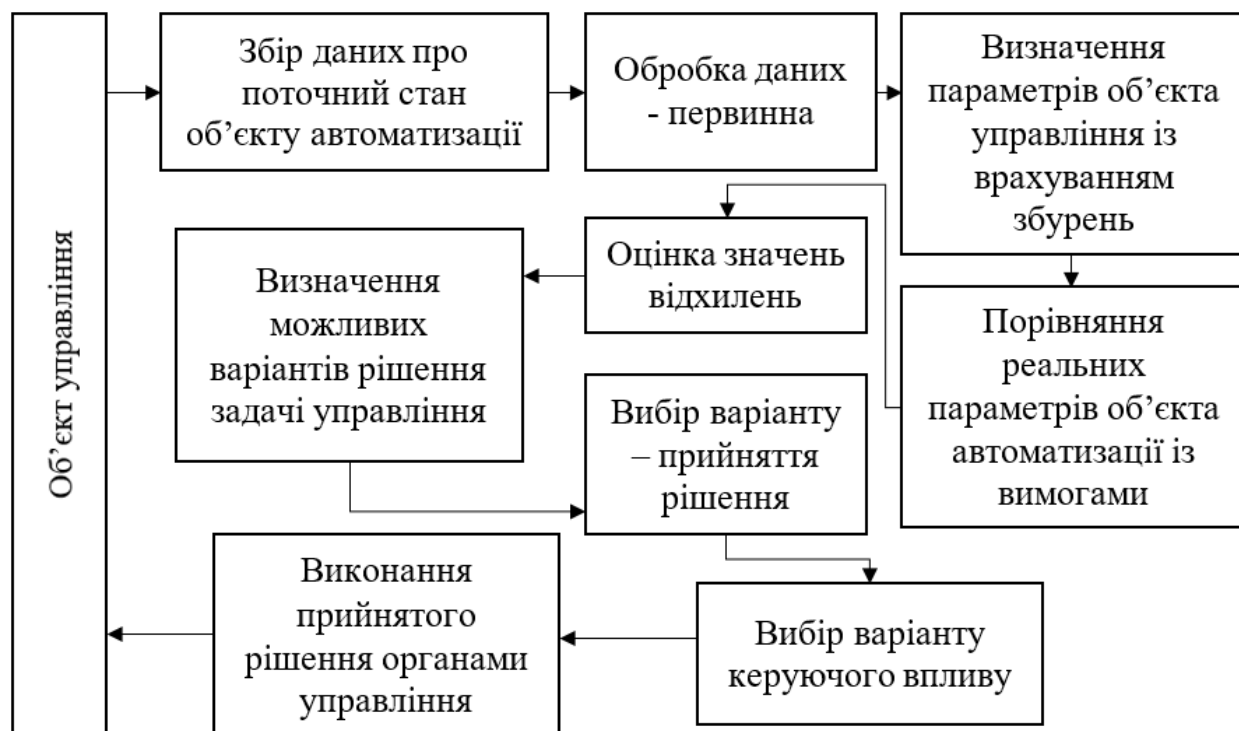 Об’єкт управління
Збір даних про
поточний стан
об’єкту автоматизації
Обробка даних
- первинна
Визначення
параметрів об’єкта
управління із
врахуванням
збурень
Порівняння
реальних
параметрів об’єкта
автоматизації із
вимогами
Оцінка значень
відхилень
Визначення
можливих
варіантів рішення
задачі управління
Вибір варіанту
– прийняття
рішення
Вибір варіанту
керуючого впливу
Виконання
прийнятого
рішення органами
управління